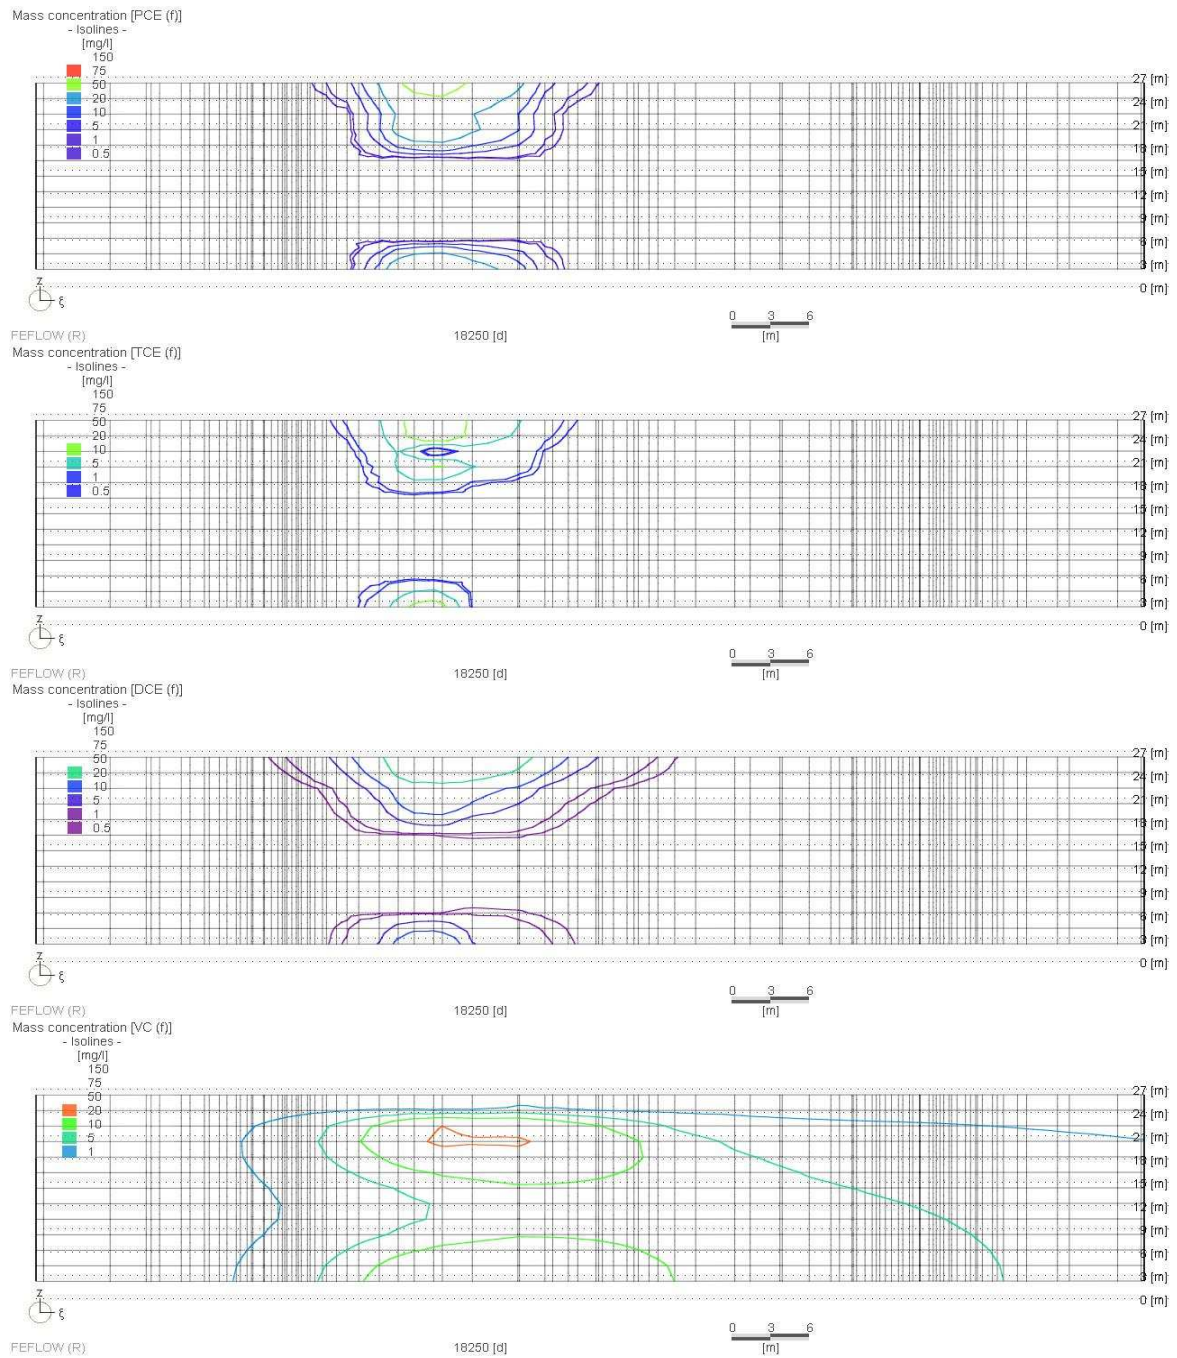 Mass concentration [PCE (f)]
- Isolines -
[mg/l]
150
75
50
20
10
5
1
0.5
27 [m]
24 [m]
21 [m]
18 [m]
15 [m]
12 [m]
9 [m]
6 [m]
3 [m]
0 [m]
z
ξ
0 3 6
[m]
FEFLOW (R)
18250 [d]
Mass concentration [TCE (f)]
- Isolines -
[mg/l]
150
75
50
20
10
5
1
0.5
27 [m]
24 [m]
21 [m]
18 [m]
15 [m]
12 [m]
9 [m]
6 [m]
3 [m]
0 [m]
z
ξ
0 3 6
[m]
FEFLOW (R)
18250 [d]
Mass concentration [DCE (f)]
- Isolines -
[mg/l]
150
75
50
20
10
5
1
0.5
27 [m]
24 [m]
21 [m]
18 [m]
15 [m]
12 [m]
9 [m]
6 [m]
3 [m]
0 [m]
z
ξ
0 3 6
[m]
FEFLOW (R)
18250 [d]
Mass concentration [VC (f)]
- Isolines -
[mg/l]
150
75
50
20
10
5
1
27 [m]
24 [m]
21 [m]
18 [m]
15 [m]
12 [m]
9 [m]
6 [m]
3 [m]
0 [m]
z
ξ
0 3 6
[m]
FEFLOW (R)
18250 [d]